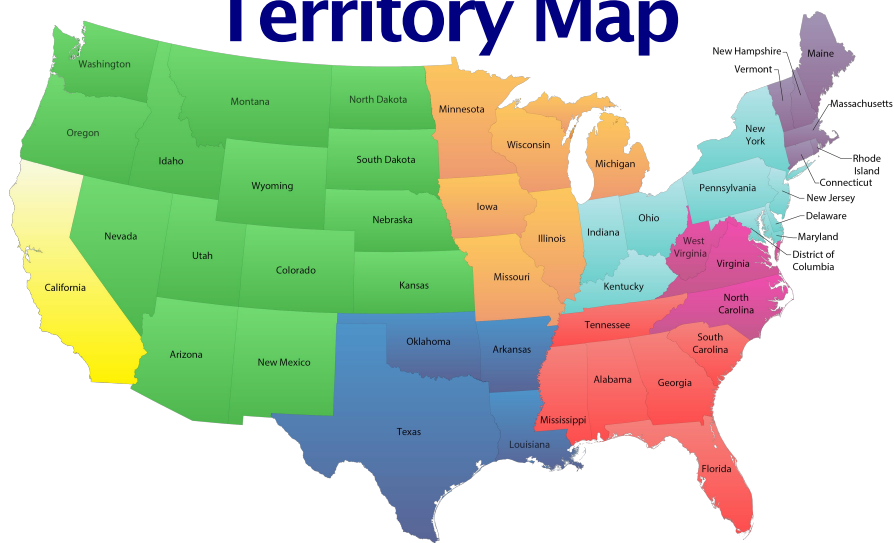 Territory Map
New Hampshire
Vermont
Maine
Washington
Montana
North Dakota
Minnesota
Massachusetts
Oregon
Idaho
Wyoming
South Dakota
Wisconsin
Michigan
New
York
Rhode
Island
Connecticut
Pennsylvania
New Jersey
Nebraska
Iowa
Illinois
Indiana
Ohio
Delaware
Nevada
Utah
Colorado
Kansas
Missouri
Kentucky
West
Virginia
Virginia
Maryland
District of
Columbia
California
North
Carolina
Tennessee
Arizona
New Mexico
Oklahoma
Arkansas
South
Carolina
Alabama
Georgia
Mississippi
Texas
Louisiana
Florida